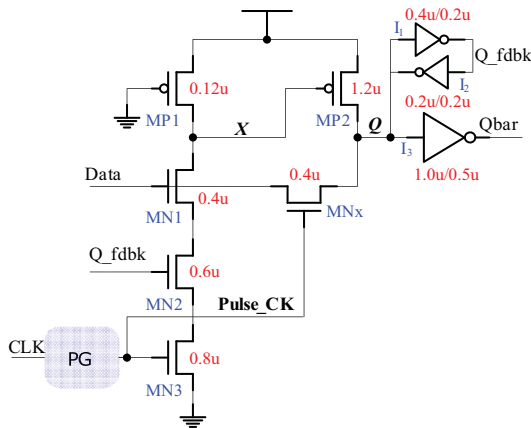 0.4u/0.2u
I1
Q_fdbk
I2
0.2u/0.2u
0.12u
1.2u
MP1
X
MP2
Q
Qbar
I3
1.0u/0.5u
Data
0.4u
0.4u
MN1
MNx
Q_fdbk
0.6u
MN2
Pulse_CK
CLK
PG
0.8u
MN3